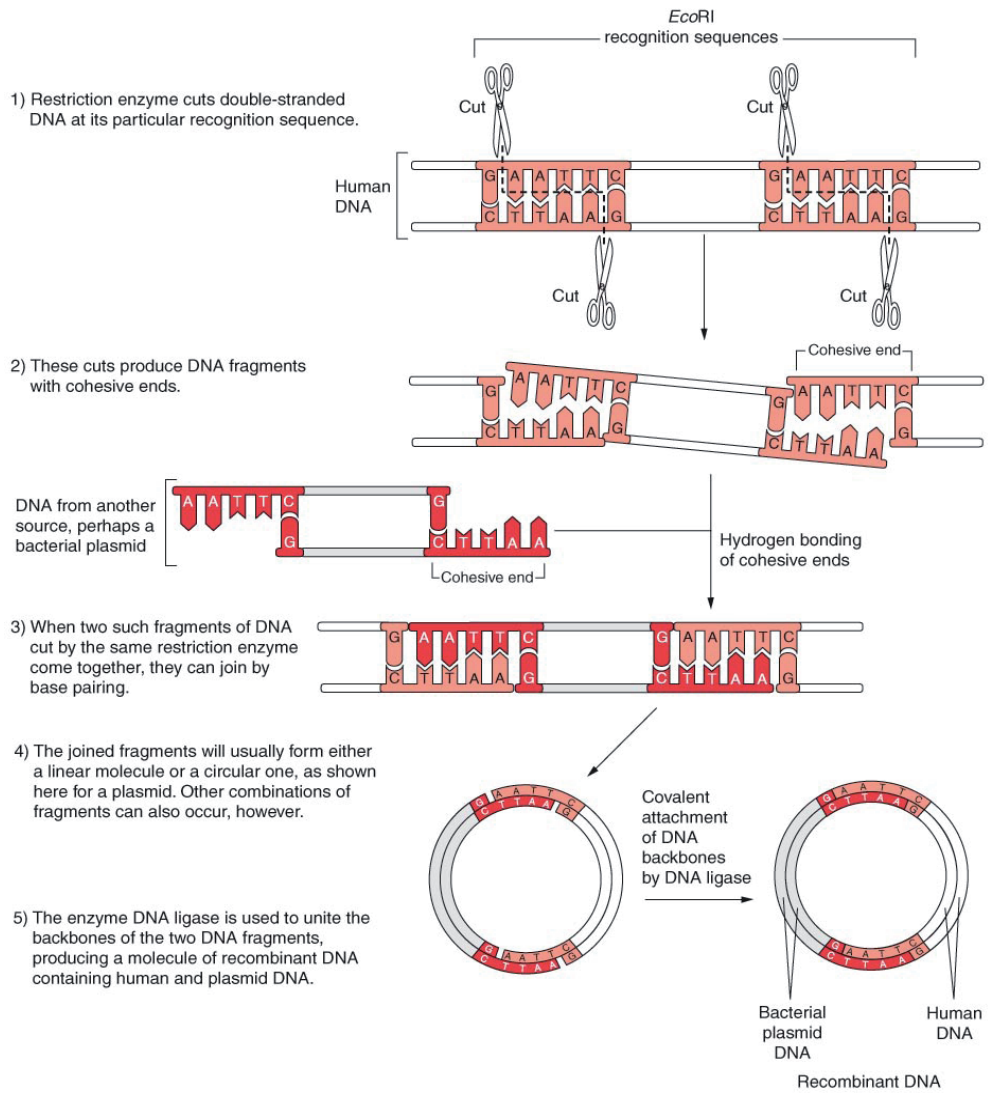 EcoRI
recognition sequences
1) Restriction enzyme cuts double-stranded
DNA at its particular recognition sequence.
Cut
Cut
Human
DNA
G A A T T C
C T T A A G
G A A T T C
C T T A A G
Cut
Cut
2) These cuts produce DNA fragments
with cohesive ends.
Cohesive end
G
A A T T C
G
A A T T C
C T T A A
G
C T T A A
G
DNA from another
source, perhaps a
bacterial plasmid
A A T T C
G
G
C T T A A
Cohesive end
Hydrogen bonding
of cohesive ends
3) When two such fragments of DNA
cut by the same restriction enzyme
come together, they can join by
base pairing.
G A A T T C
C T T A A G
G A A T T C
C T T A A G
4) The joined fragments will usually form either
a linear molecule or a circular one, as shown
here for a plasmid. Other combinations of
fragments can also occur, however.
G A A T T C
C T T A A G
Covalent
attachment
of DNA
backbones
by DNA ligase
G A A T T C
C T T A A G
5) The enzyme DNA ligase is used to unite the
backbones of the two DNA fragments,
producing a molecule of recombinant DNA
containing human and plasmid DNA.
G A A T T C
C T T A A G
G A A T T C
C T T A A G
Bacterial
plasmid
DNA
Human
DNA
Recombinant DNA